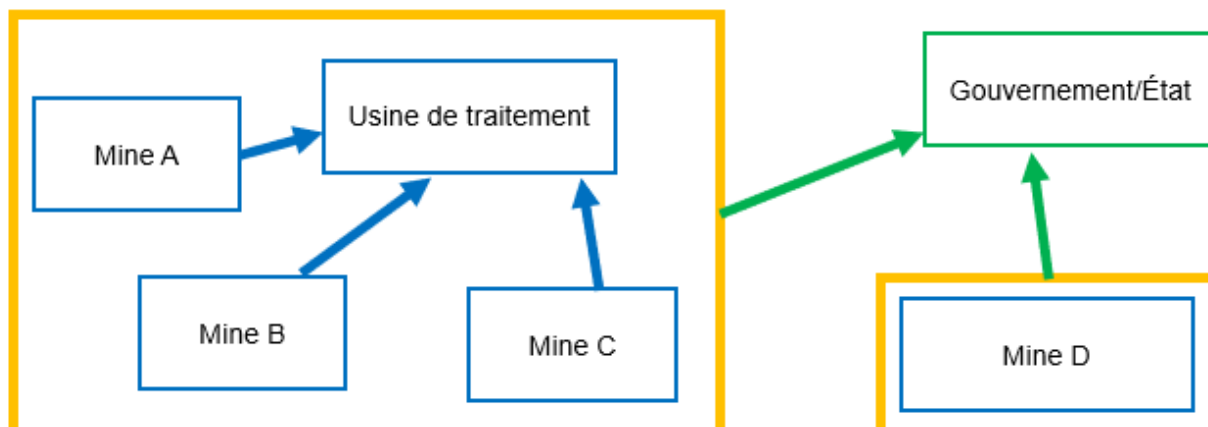 Usine de traitement
Gouvernement/État
Mine A
Mine B
Mine C
Mine D